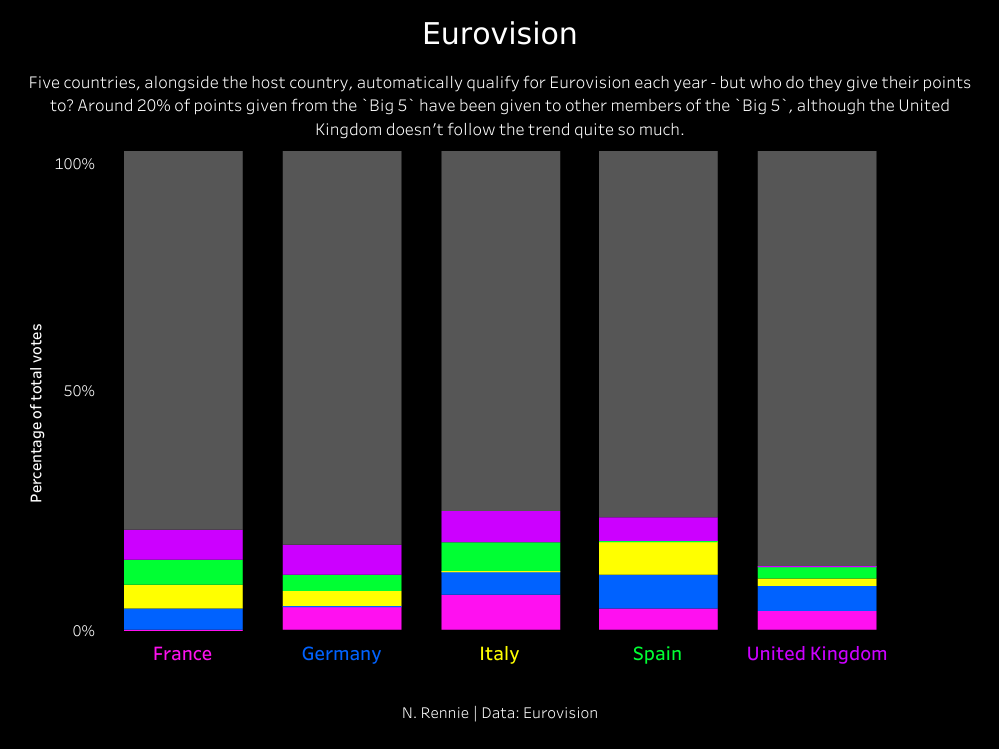 Eurovision
Five countries, alongside the host country, automatically qualify for Eurovision each year - but who do they give their points
to? Around 20% of points given from the `Big 5` have been given to other members of the `Big 5`, although the United
Kingdom doesn’t follow the trend quite so much.
100%
50%
0%
Percentage of total votes
France
Germany
Italy
Spain
United Kingdom
N. Rennie | Data: Eurovision